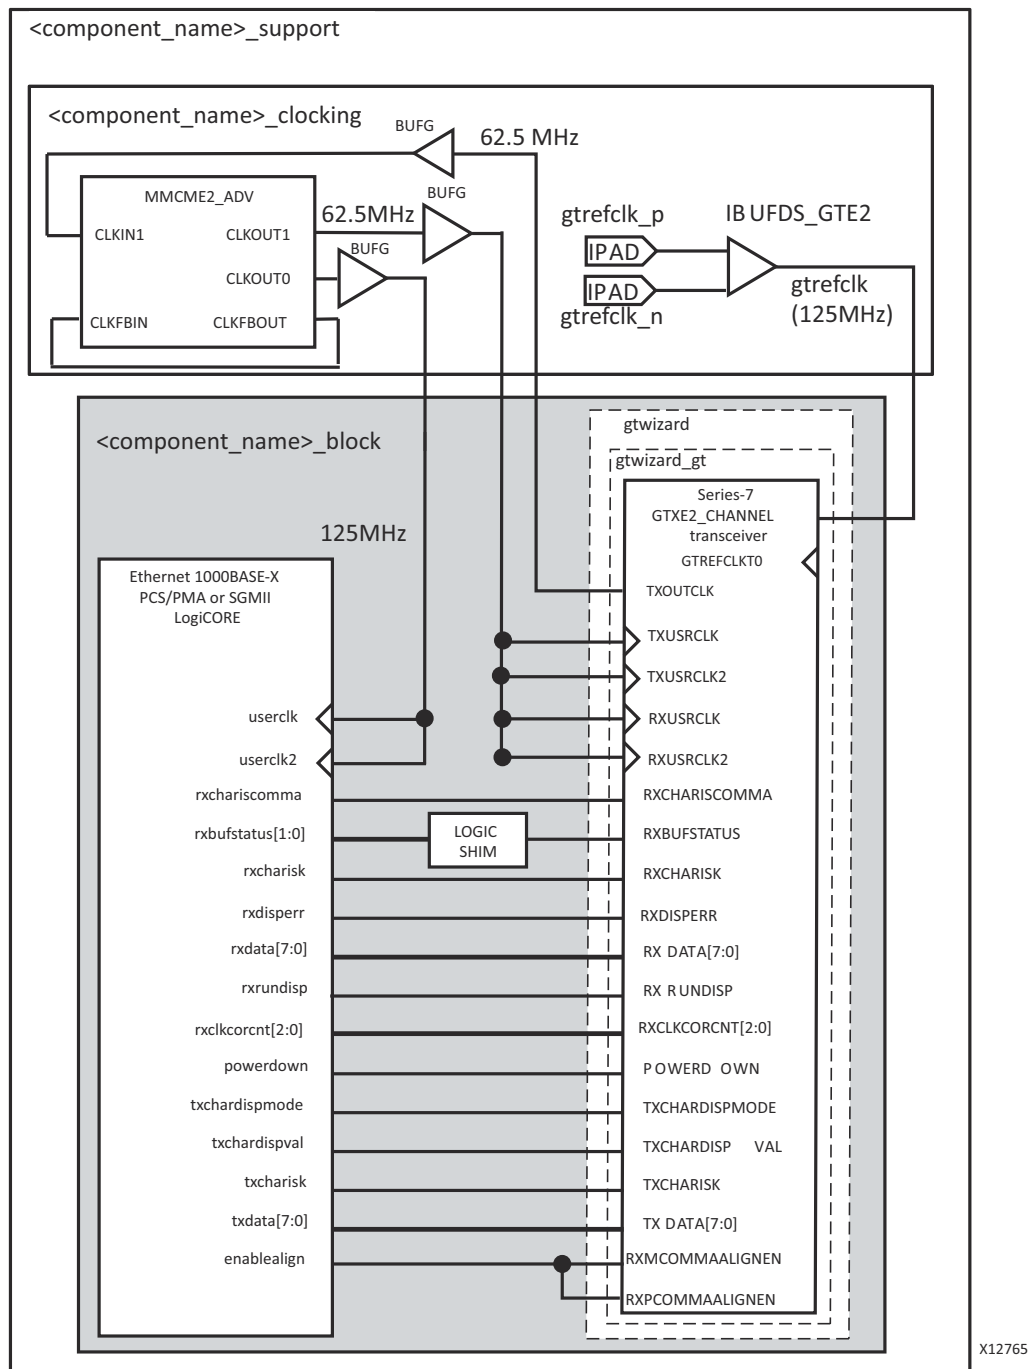 <component_name>_support
<component_name>_clocking
BUFG
62.5 MHz
MMCME2_ADV
BUFG
62.5MHz
CLKIN1
CLKOUT1
BUFG
CLKOUT0
CLKFBIN
CLKFBOUT
gtrefclk_p
IB UFDS_GTE2
IPAD
IPAD
gtrefclk_n
gtrefclk
(125MHz)
<component_name>_block
gtwizard
gtwizard_gt
Series-7
GTXE2_CHANNEL
transceiver
GTREFCLKT0
125MHz
Ethernet 1000BASE-X
PCS/PMA or SGMII
LogiCORE
TXOUTCLK
TXUSRCLK
TXUSRCLK2
userclk
RXUSRCLK
userclk2
RXUSRCLK2
rxchariscomma
RXCHARISCOMMA
rxbufstatus[1:0]
LOGIC
SHIM
RXBUFSTATUS
rxcharisk
RXCHARISK
rxdisperr
RXDISPERR
rxdata[7:0]
RX DATA[7:0]
rxrundisp
RX R UNDISP
rxclkcorcnt[2:0]
RXCLKCORCNT[2:0]
powerdown
P OWERD OWN
txchardispmode
TXCHARDISPMODE
txchardispval
TXCHARDISP VAL
txcharisk
TXCHARISK
txdata[7:0]
TX DATA[7:0]
enablealign
RXMCOMMAALIGNEN
RXPCOMMAALIGNEN
X12765